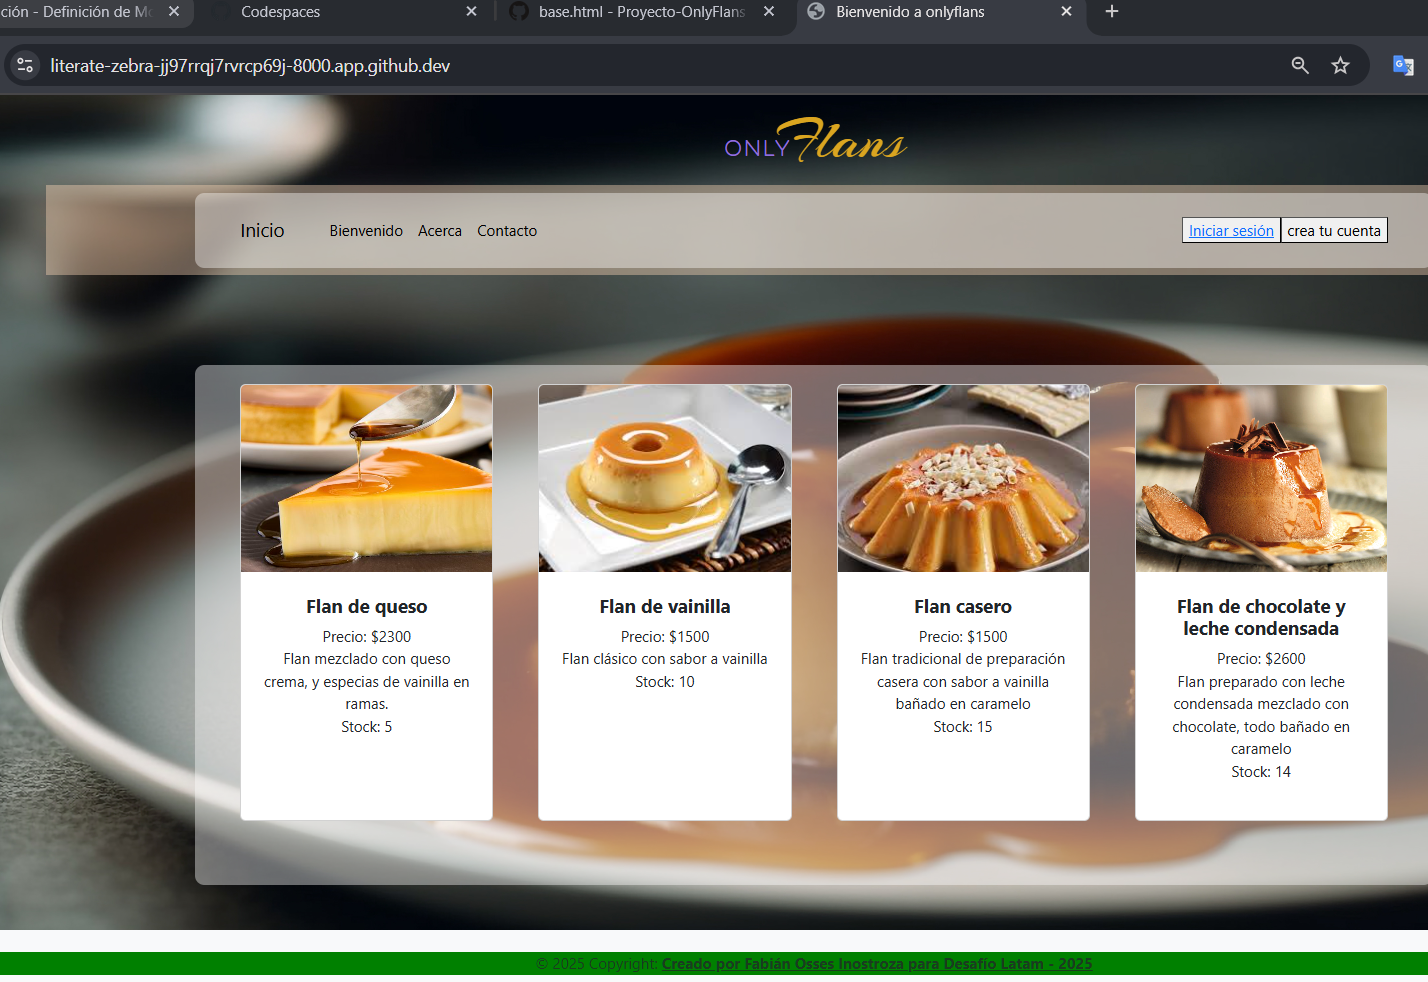 ción - Definición de Mo
Codespaces
base.html - Proyecto-OnlyFlans
Bienvenido a onlyflans
literate-zebra-jj97rrqj7rvrcp69j-8000.app.github.dev
ONLY Flans
Inicio
Bienvenido
Acerca
Contacto
Iniciar sesión
crea tu cuenta
Flan de queso
Precio: $2300
Flan mezclado con queso
crema, y especias de vainilla en
ramas.
Stock: 5
Flan de vainilla
Precio: $1500
Flan clásico con sabor a vainilla
Stock: 10
Flan casero
Precio: $1500
Flan tradicional de preparación
casera con sabor a vainilla
bañado en caramelo
Stock: 15
Flan de chocolate y
leche condensada
Precio: $2600
Flan preparado con leche
condensada mezclado con
chocolate, todo bañado en
caramelo
Stock: 14
© 2025 Copyright: Creado por Fabián Osses Inostroza para Desafío Latam - 2025